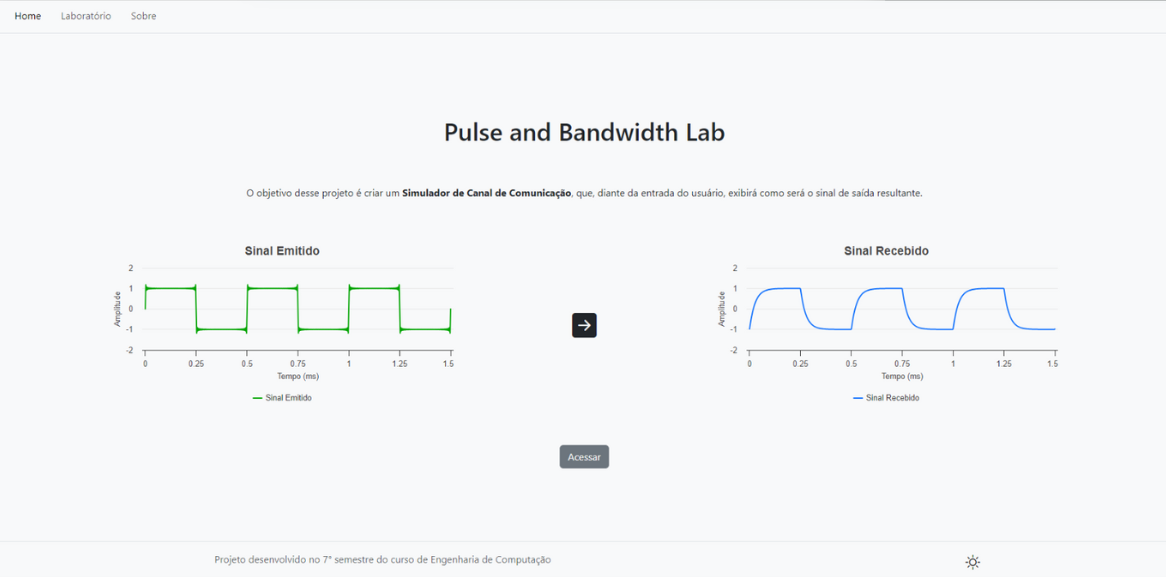 Home Laboratório Sobre
Pulse and Bandwidth Lab
O objetivo desse projeto é criar um Simulador de Canal de Comunicação, que, diante da entrada do usuário, exibirá como será o sinal de saída resultante.
Sinal Emitido
2
1
0
-1
-2
Amplitude
0 0.25 0.5 0.75 1 1.25 1.5
Tempo (ms)
Sinal Emitido
Sinal Recebido
2
1
0
-1
-2
Amplitude
0 0.25 0.5 0.75 1 1.25 1.5
Tempo (ms)
Sinal Recebido
Acessar
Projeto desenvolvido no 7° semestre do curso de Engenharia de Computação